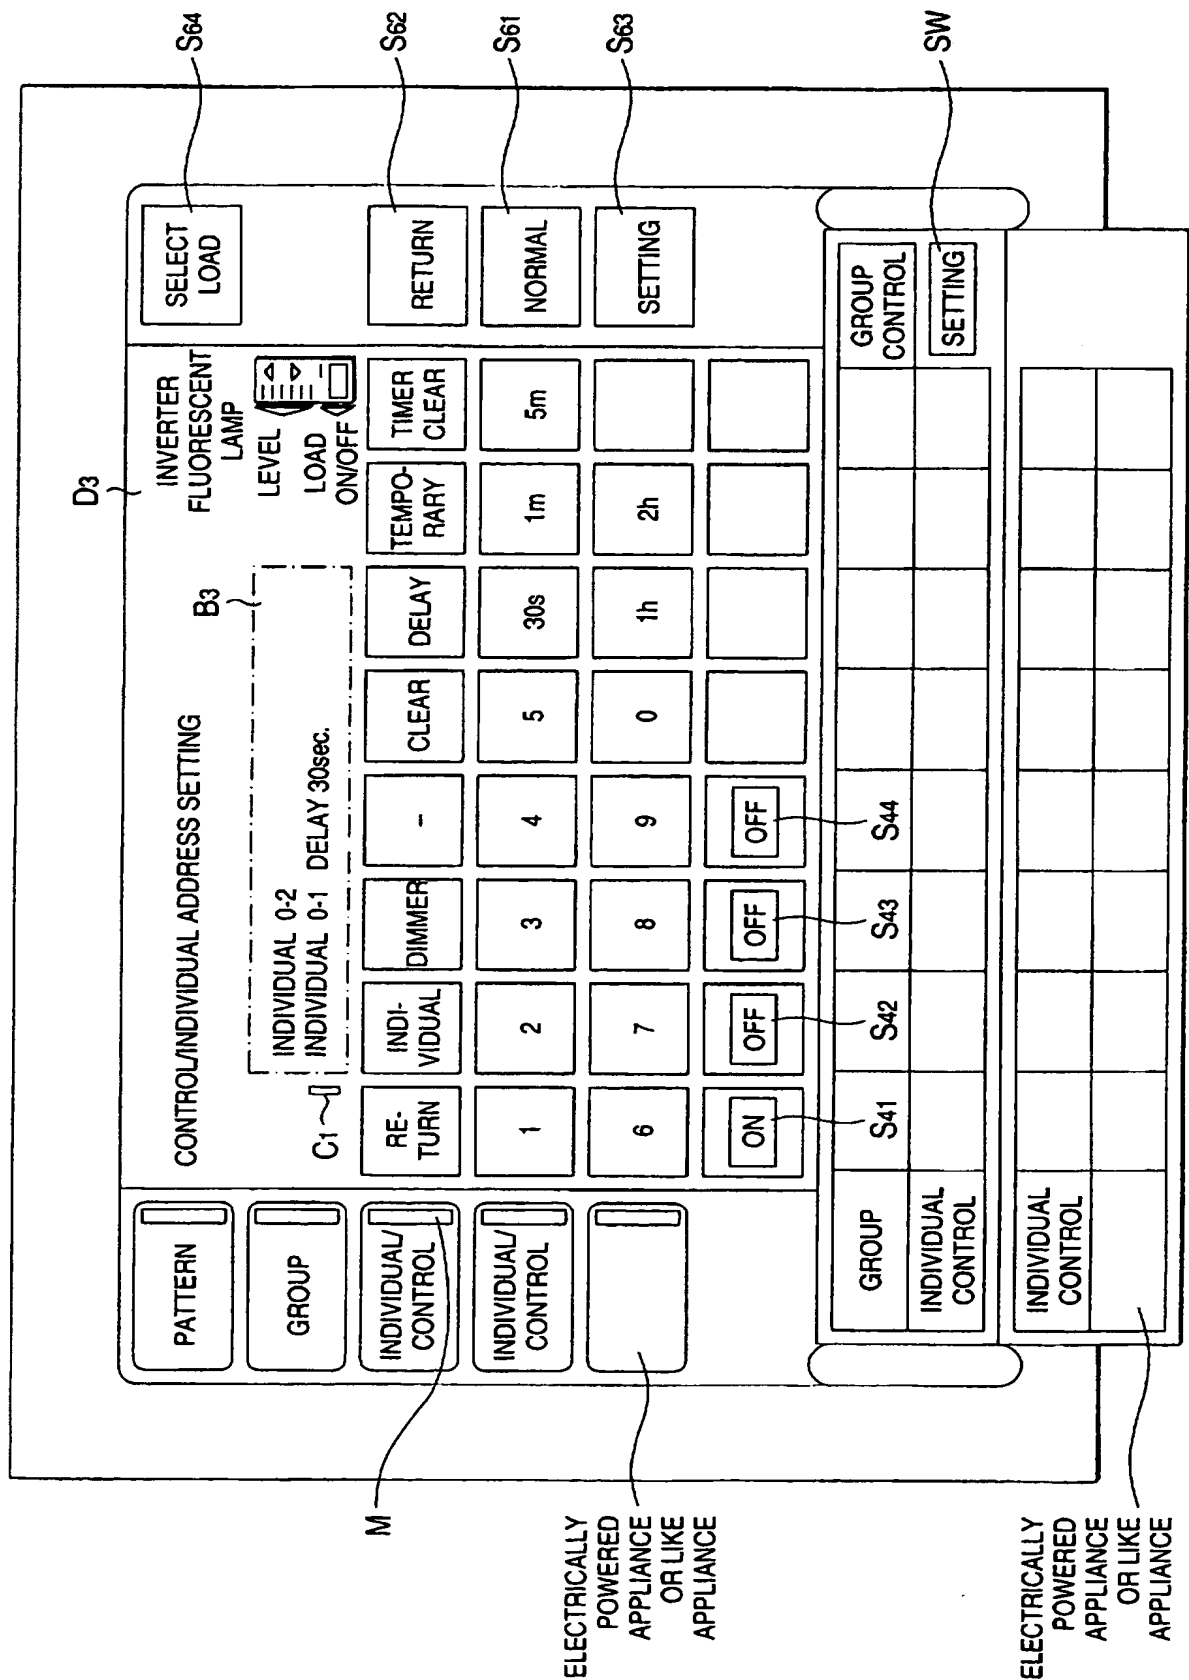 D3
B3
C1
M
S64
S62
S61
S63
SW
CONTROL/INDIVIDUAL ADDRESS SETTING
INVERTER
FLUORESCENT
LAMP
LEVEL
LOAD
ON/OFF
INDIVIDUAL 0-2
INDIVIDUAL 0-1 DELAY 30sec.
PATTERN
GROUP
INDIVIDUAL/
CONTROL
INDIVIDUAL/
CONTROL
SELECT
LOAD
RETURN
NORMAL
SETTING
RE-
TURN
INDI-
VIDUAL
DIMMER
-
CLEAR
DELAY
TEMPO-
RARY
TIMER
CLEAR
1
2
3
4
5
30s
1m
5m
6
7
8
9
0
1h
2h
ON
OFF
OFF
OFF
S41
S42
S43
S44
GROUP
INDIVIDUAL
CONTROL
GROUP
CONTROL
SETTING
INDIVIDUAL
CONTROL
ELECTRICALLY
POWERED
APPLIANCE
OR LIKE
APPLIANCE
ELECTRICALLY
POWERED
APPLIANCE
OR LIKE
APPLIANCE